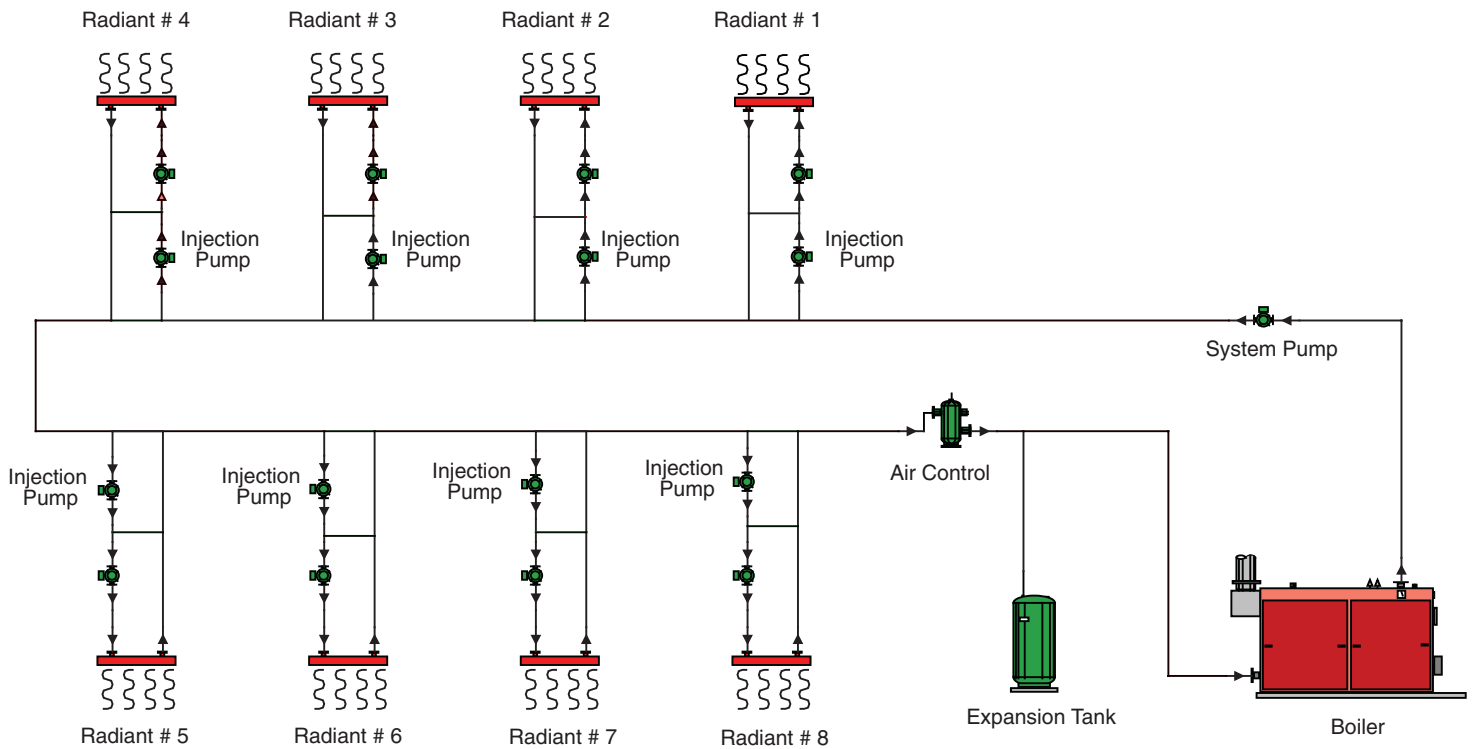 Radiant # 4
Radiant # 3
Radiant # 2
Radiant # 1
Injection
Pump
Injection
Pump
Injection
Pump
Injection
Pump
System Pump
Injection
Pump
Injection
Pump
Injection
Pump
Injection
Pump
Air Control
Expansion Tank
Boiler
Radiant # 5
Radiant # 6
Radiant # 7
Radiant # 8